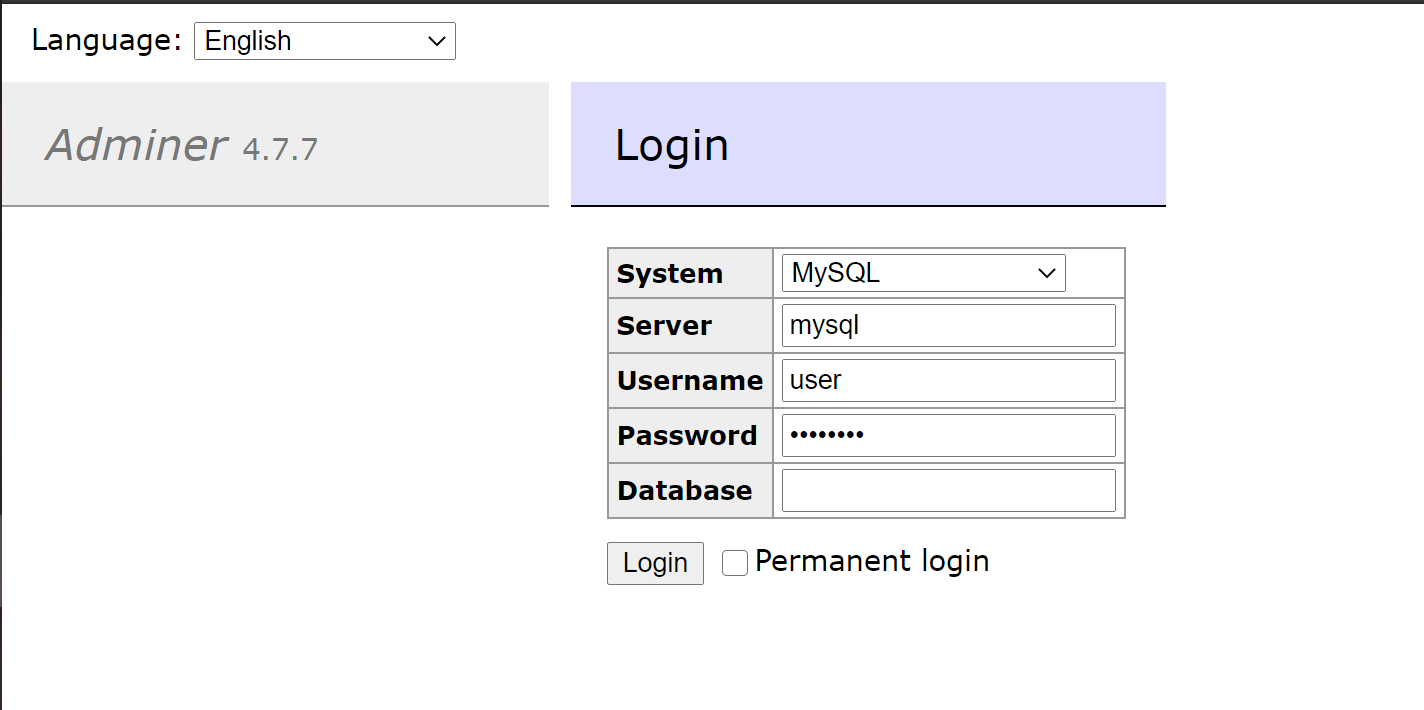 Language: English
Adminer 4.7.7
Login
System MySQL
Server mysql
Username user
Password ••••••••
Database
Login Permanent login